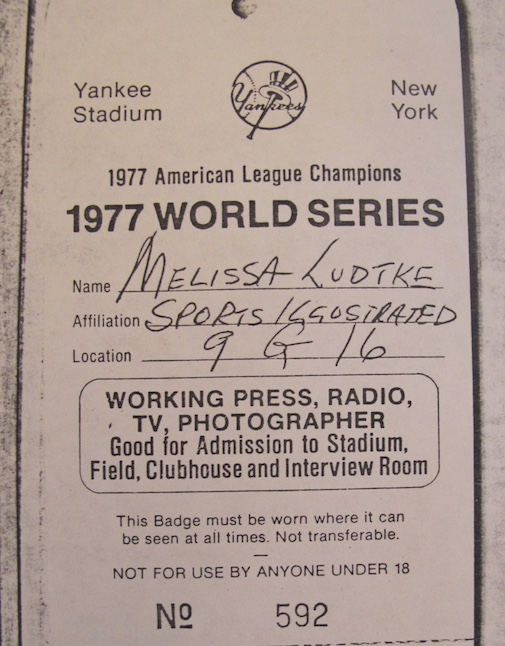 Yankee Stadium
Yankees
New York
1977 American League Champions
1977 WORLD SERIES
Name MELISSA LUDTKE
Affiliation SPORTS ILLUSTRATED
Location 9 G 16
WORKING PRESS, RADIO,
TV, PHOTOGRAPHER
Good for Admission to Stadium,
Field, Clubhouse and Interview Room
This Badge must be worn where it can
be seen at all times. Not transferable.
NOT FOR USE BY ANYONE UNDER 18
Nº 592